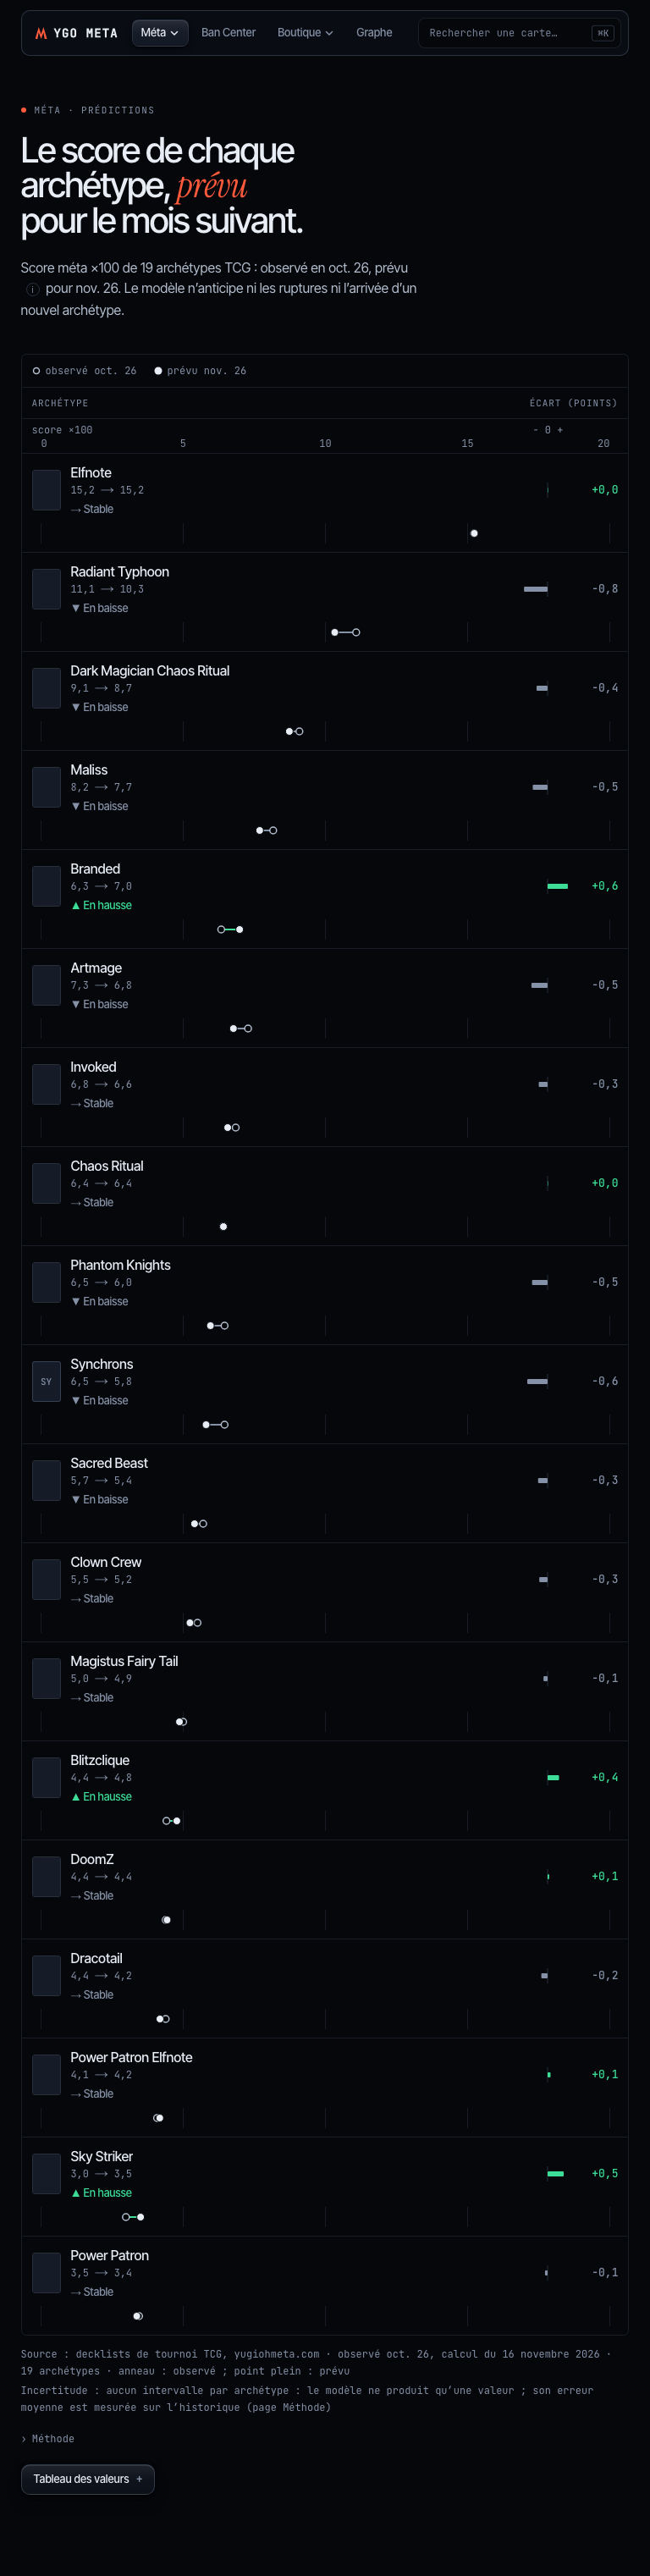 YGO META Méta Ban Center Boutique Graphe Rechercher une carte… ⌘K
MÉTA · PRÉDICTIONS
Le score de chaque
archétype, prévu
pour le mois suivant.
Score méta ×100 de 19 archétypes TCG : observé en oct. 26, prévu
i pour nov. 26. Le modèle n’anticipe ni les ruptures ni l’arrivée d’un
nouvel archétype.
observé oct. 26 prévu nov. 26
ARCHÉTYPE ÉCART (POINTS)
score ×100 - 0 +
0 5 10 15 20
Elfnote
15,2 ⟶ 15,2 +0,0
→ Stable
Radiant Typhoon
11,1 ⟶ 10,3 -0,8
▼ En baisse
Dark Magician Chaos Ritual
9,1 ⟶ 8,7 -0,4
▼ En baisse
Maliss
8,2 ⟶ 7,7 -0,5
▼ En baisse
Branded
6,3 ⟶ 7,0 +0,6
▲ En hausse
Artmage
7,3 ⟶ 6,8 -0,5
▼ En baisse
Invoked
6,8 ⟶ 6,6 -0,3
→ Stable
Chaos Ritual
6,4 ⟶ 6,4 +0,0
→ Stable
Phantom Knights
6,5 ⟶ 6,0 -0,5
▼ En baisse
Synchrons
SY 6,5 ⟶ 5,8 -0,6
▼ En baisse
Sacred Beast
5,7 ⟶ 5,4 -0,3
▼ En baisse
Clown Crew
5,5 ⟶ 5,2 -0,3
→ Stable
Magistus Fairy Tail
5,0 ⟶ 4,9 -0,1
→ Stable
Blitzclique
4,4 ⟶ 4,8 +0,4
▲ En hausse
DoomZ
4,4 ⟶ 4,4 +0,1
→ Stable
Dracotail
4,4 ⟶ 4,2 -0,2
→ Stable
Power Patron Elfnote
4,1 ⟶ 4,2 +0,1
→ Stable
Sky Striker
3,0 ⟶ 3,5 +0,5
▲ En hausse
Power Patron
3,5 ⟶ 3,4 -0,1
→ Stable
Source : decklists de tournoi TCG, yugiohmeta.com · observé oct. 26, calcul du 16 novembre 2026 ·
19 archétypes · anneau : observé ; point plein : prévu
Incertitude : aucun intervalle par archétype : le modèle ne produit qu’une valeur ; son erreur
moyenne est mesurée sur l’historique (page Méthode)
› Méthode
Tableau des valeurs +